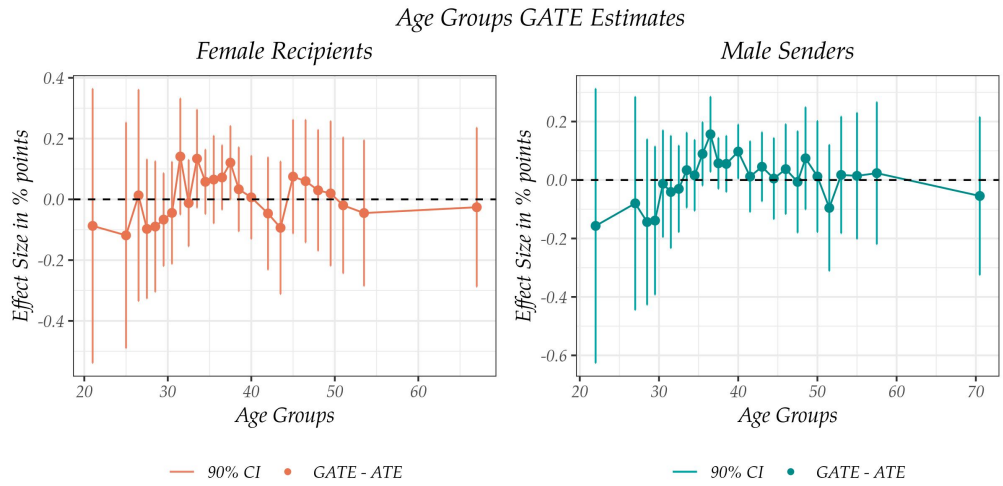 Age Groups GATE Estimates
Female Recipients
Male Senders
Effect Size in % points
0.4
0.2
0.0
-0.2
-0.4
20 30 40 50 60
Age Groups
Effect Size in % points
0.2
0.0
-0.2
-0.4
-0.6
20 30 40 50 60 70
Age Groups
90% CI GATE - ATE
90% CI GATE - ATE